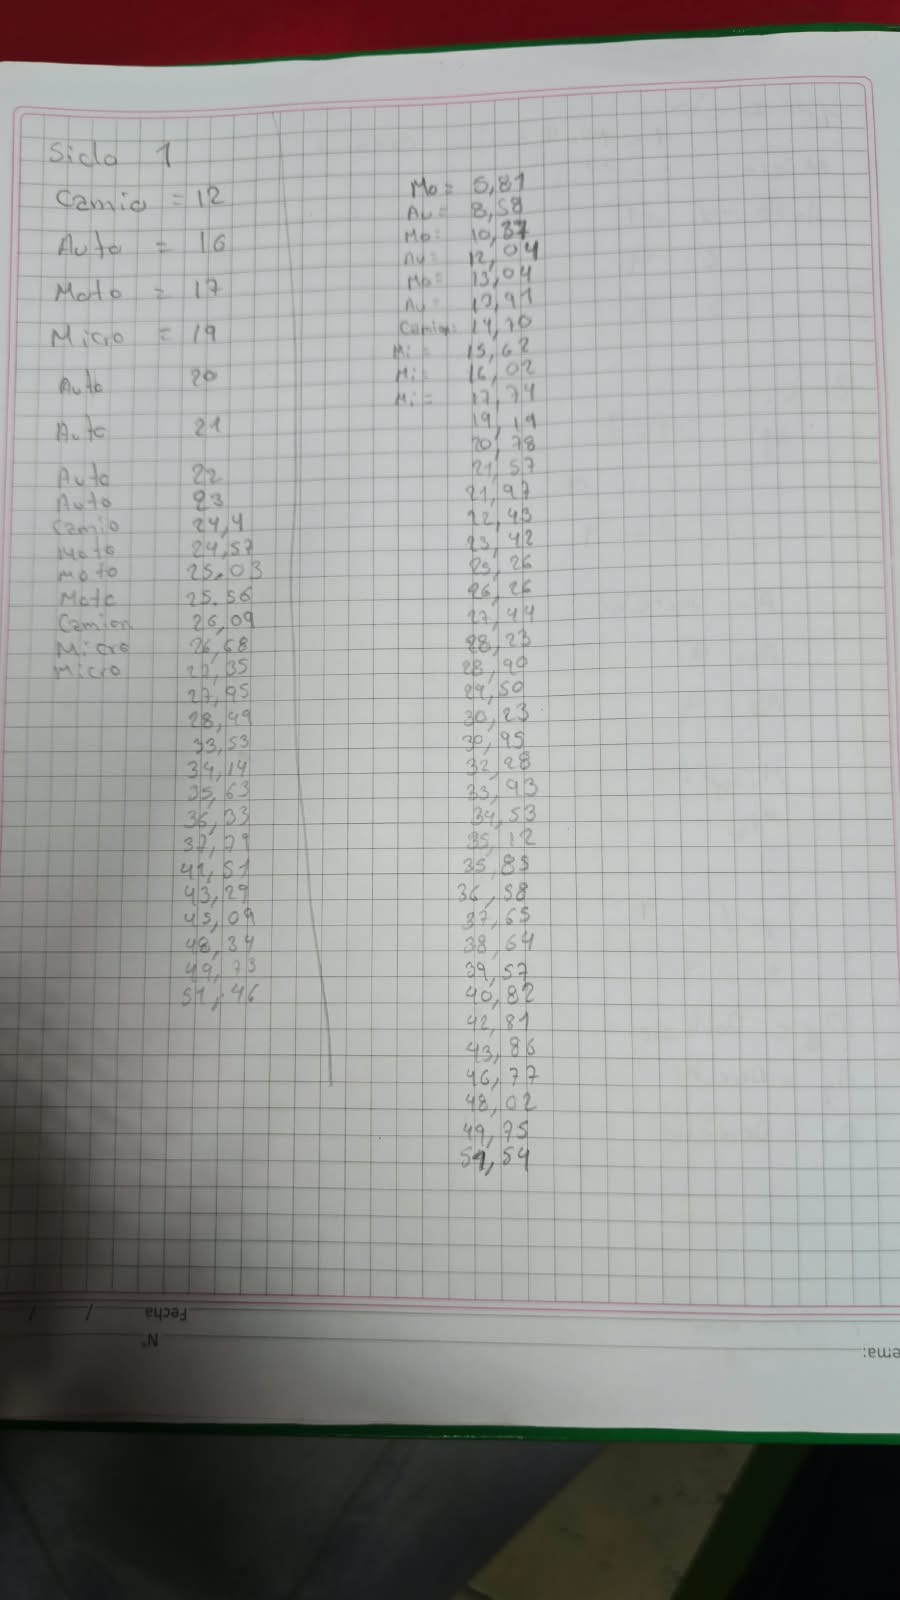 Siclo 1
Camio = 12
Auto = 16
Moto = 17
Micro = 19
Auto 20
Auto 21
Auto 22
Auto 23
Camio 24,4
Moto 24,57
Moto 25.03
Moto 25.56
Camion 26,09
Micro 26,68
Micro 27,35
27,95
28,49
33,53
34,14
35,63
36,33
37,79
41,51
43,29
45,09
48,34
49,73
51,46
Mo = 5,81
Au = 8,58
Mo: 10,37
Au = 12,04
Mo = 13,04
Au = 13,91
Camion: 14,70
Mi = 15,62
Mi = 16,02
Mi = 17,74
19,19
20,78
21,57
21,97
22,43
23,42
25,26
26,26
27,44
28,23
28,90
29,50
30,23
30,95
32,28
33,93
34,53
35,12
35,85
36,58
37,65
38,64
39,57
40,82
42,81
43,86
46,77
48,02
49,75
51,54
Fecha / /
N°
ema: